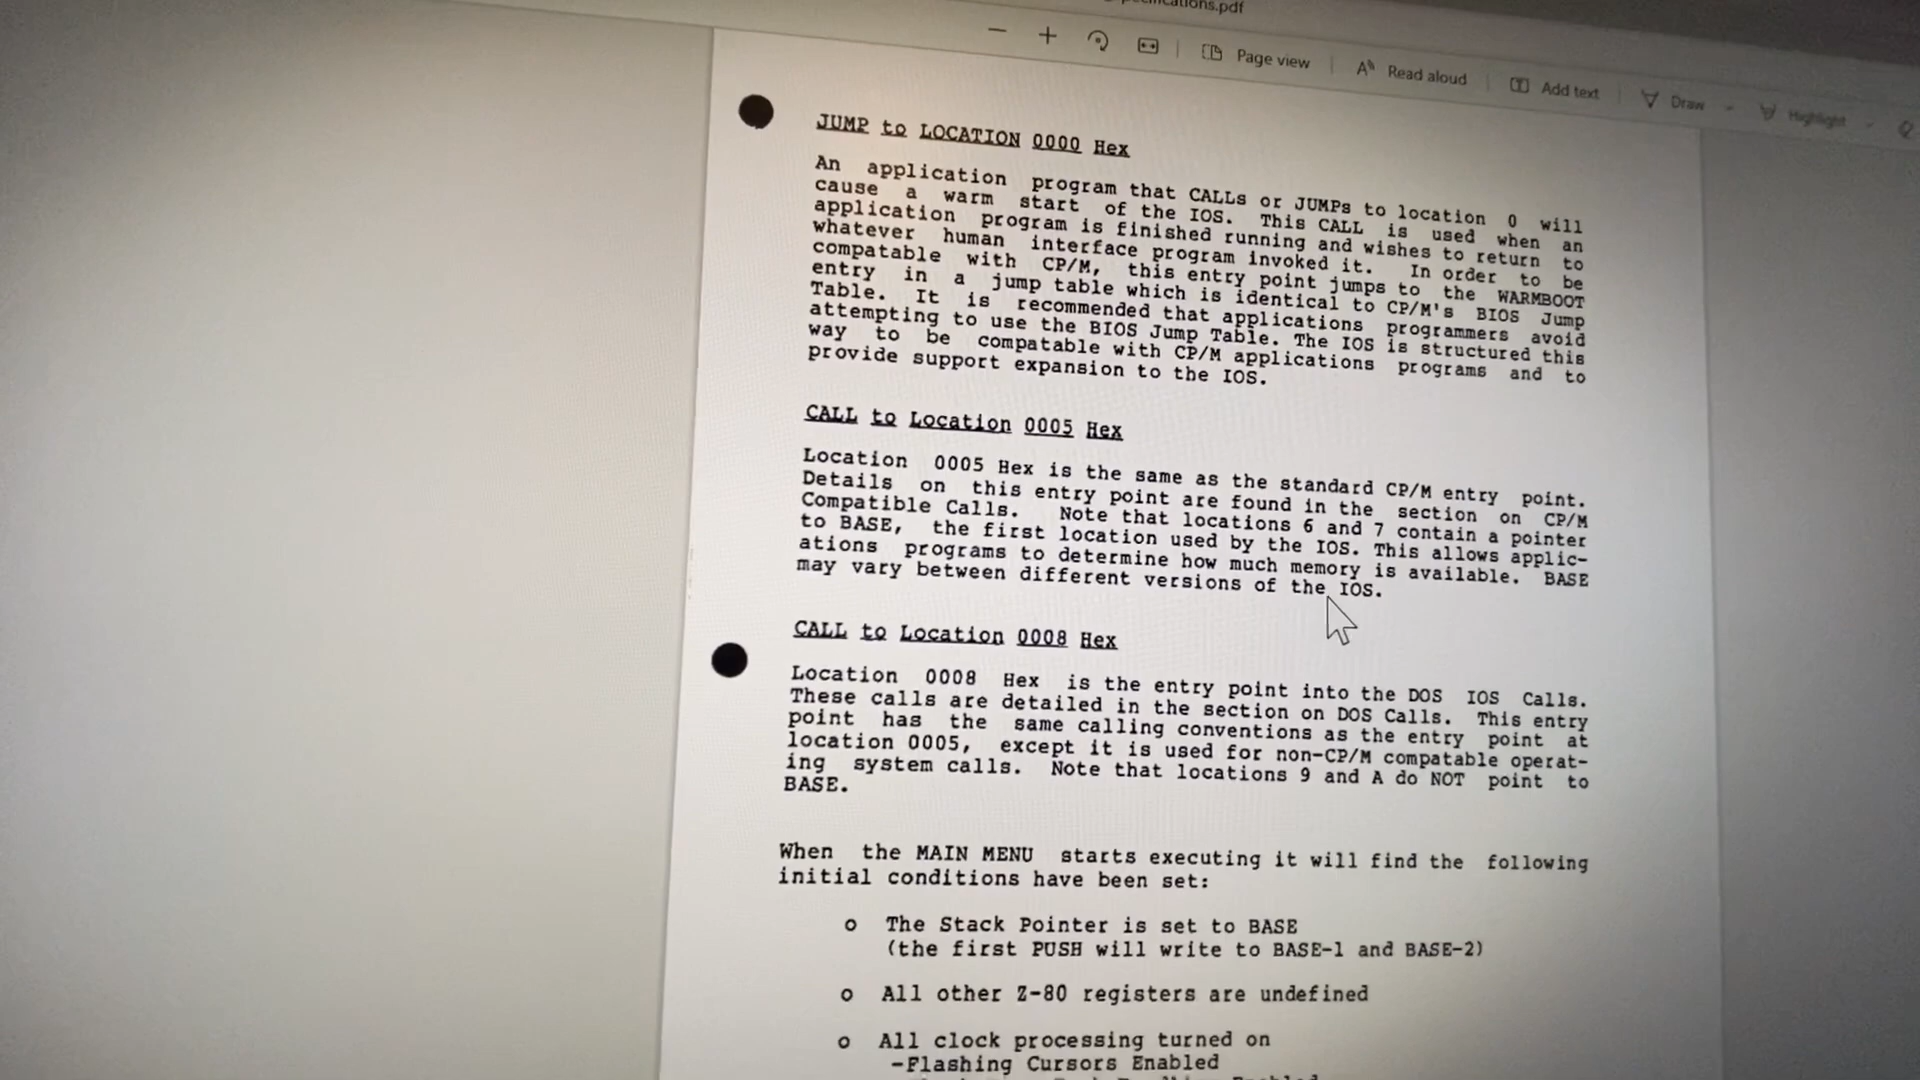 ifications.pdf
Page view
Read aloud
Add text
Draw
Highlight
JUMP to LOCATION 0000 Hex
An application program that CALLs or JUMPs to location 0 will
cause a warm start of the IOS. This CALL is used when an
application program is finished running and wishes to return to
whatever human interface program invoked it. In order to be
compatable with CP/M, this entry point jumps to the WARMBOOT
entry in a jump table which is identical to CP/M's BIOS Jump
Table. It is recommended that applications programmers avoid
attempting to use the BIOS Jump Table. The IOS is structured this
way to be compatable with CP/M applications programs and to
provide support expansion to the IOS.
CALL to Location 0005 Hex
Location 0005 Hex is the same as the standard CP/M entry point.
Details on this entry point are found in the section on CP/M
Compatible Calls. Note that locations 6 and 7 contain a pointer
to BASE, the first location used by the IOS. This allows applic-
ations programs to determine how much memory is available. BASE
may vary between different versions of the IOS.
CALL to Location 0008 Hex
Location 0008 Hex is the entry point into the DOS IOS Calls.
These calls are detailed in the section on DOS Calls. This entry
point has the same calling conventions as the entry point at
location 0005, except it is used for non-CP/M compatable operat-
ing system calls. Note that locations 9 and A do NOT point to
BASE.
When the MAIN MENU starts executing it will find the following
initial conditions have been set:
o The Stack Pointer is set to BASE
(the first PUSH will write to BASE-1 and BASE-2)
o All other Z-80 registers are undefined
o All clock processing turned on
-Flashing Cursors Enabled